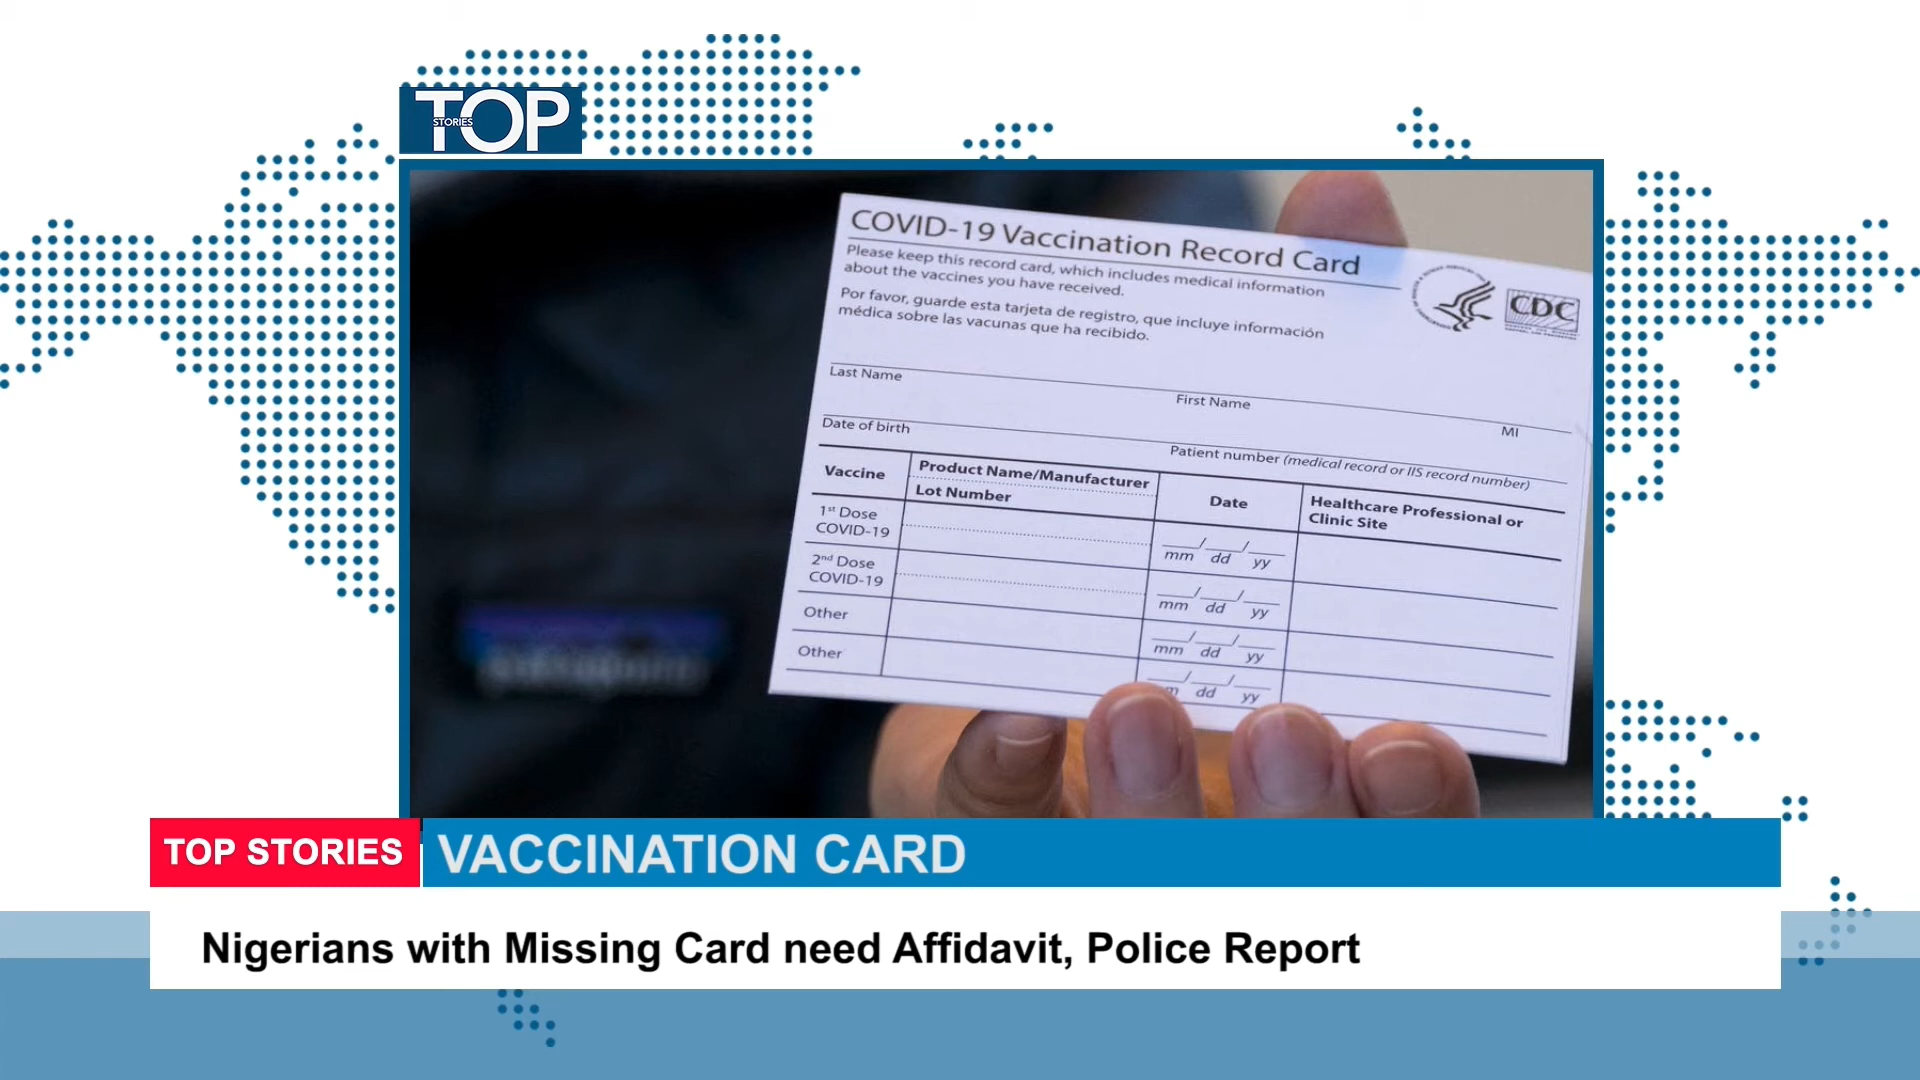 TOP
STORIES
COVID-19 Vaccination Record Card
Please keep this record card, which includes medical information
about the vaccines you have received.
Por favor, guarde esta tarjeta de registro, que incluye información
médica sobre las vacunas que ha recibido.
CDC
Last Name
First Name
MI
Date of birth
Patient number (medical record or IIS record number)
Vaccine
Product Name/Manufacturer
Lot Number
Date
Healthcare Professional or
Clinic Site
1st Dose
COVID-19
mm dd yy
2nd Dose
COVID-19
mm dd yy
Other
mm dd yy
Other
dd yy
TOP STORIES
VACCINATION CARD
Nigerians with Missing Card need Affidavit, Police Report